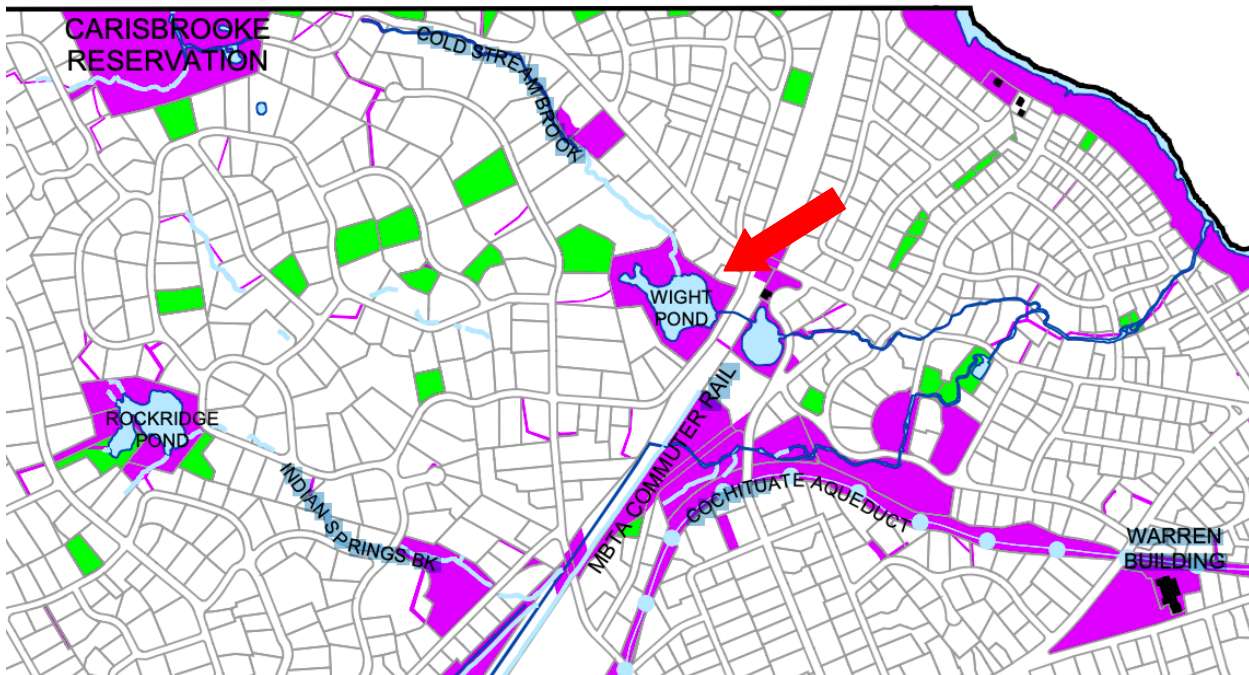 CARISBROOKE
RESERVATION
COLD STREAM BROOK
WIGHT
POND
ROCKRIDGE
POND
INDIAN SPRINGS BK
MBTA COMMUTER RAIL
COCHITUATE AQUEDUCT
WARREN
BUILDING